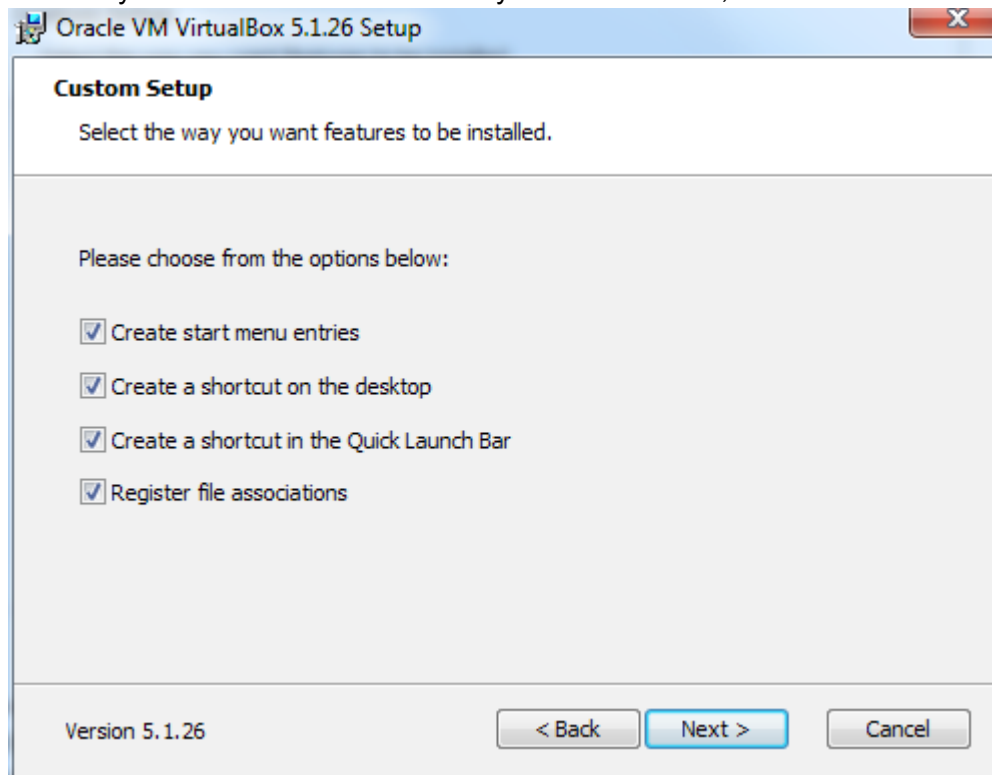 Oracle VM VirtualBox 5.1.26 Setup
Custom Setup
Select the way you want features to be installed.
Please choose from the options below:
Create start menu entries
Create a shortcut on the desktop
Create a shortcut in the Quick Launch Bar
Register file associations
Version 5.1.26
< Back
Next >
Cancel